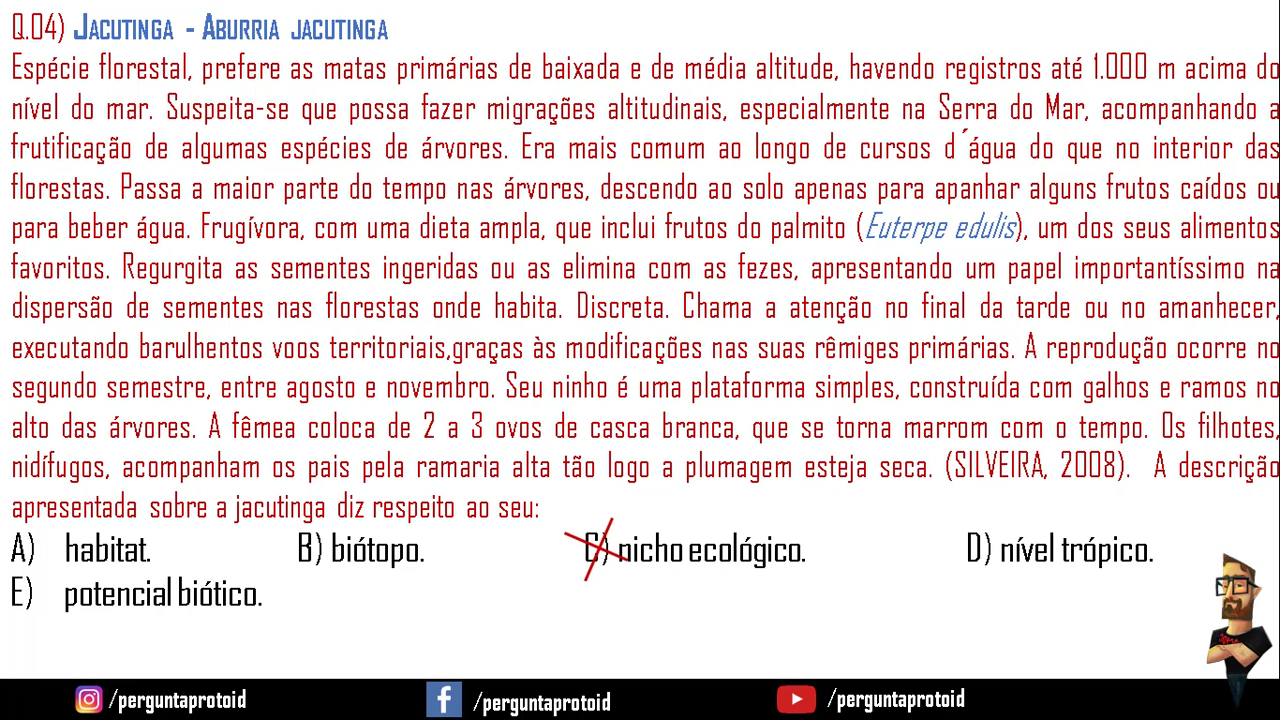 Q.04) JACUTINGA - ABURRIA JACUTINGA
Espécie florestal, prefere as matas primárias de baixada e de média altitude, havendo registros até 1.000 m acima do
nível do mar. Suspeita-se que possa fazer migrações altitudinais, especialmente na Serra do Mar, acompanhando a
frutificação de algumas espécies de árvores. Era mais comum ao longo de cursos d´água do que no interior das
florestas. Passa a maior parte do tempo nas árvores, descendo ao solo apenas para apanhar alguns frutos caídos ou
para beber água. Frugívora, com uma dieta ampla, que inclui frutos do palmito (Euterpe edulis), um dos seus alimentos
favoritos. Regurgita as sementes ingeridas ou as elimina com as fezes, apresentando um papel importantíssimo na
dispersão de sementes nas florestas onde habita. Discreta. Chama a atenção no final da tarde ou no amanhecer,
executando barulhentos voos territoriais,graças às modificações nas suas rêmiges primárias. A reprodução ocorre no
segundo semestre, entre agosto e novembro. Seu ninho é uma plataforma simples, construída com galhos e ramos no
alto das árvores. A fêmea coloca de 2 a 3 ovos de casca branca, que se torna marrom com o tempo. Os filhotes,
nidífugos, acompanham os pais pela ramaria alta tão logo a plumagem esteja seca. (SILVEIRA, 2008). A descrição
apresentada sobre a jacutinga diz respeito ao seu:
A) habitat. B) biótopo. C) nicho ecológico. D) nível trópico.
E) potencial biótico.
/perguntaprotoid /perguntaprotoid /perguntaprotoid